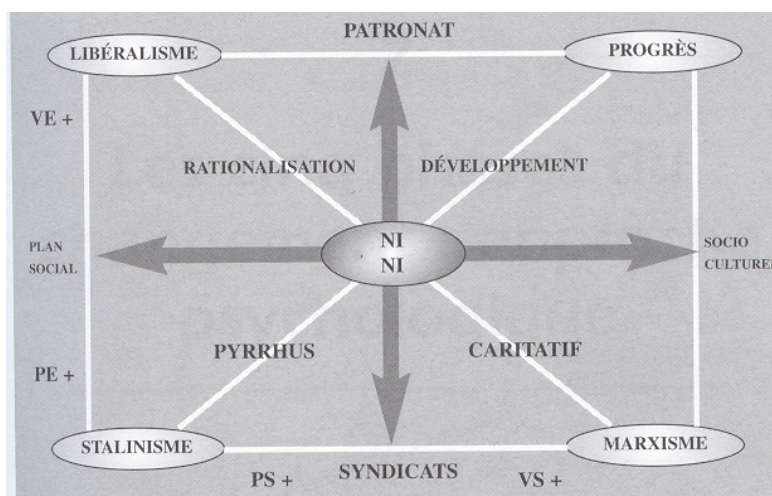 PATRONAT
LIBÉRALISME
PROGRÈS
VE +
RATIONALISATION
DÉVELOPPEMENT
NI
NI
PLAN
SOCIAL
SOCIO
CULTUREL
PYRRHUS
CARITATIF
PE +
STALINISME
MARXISME
SYNDICATS
PS +
VS +